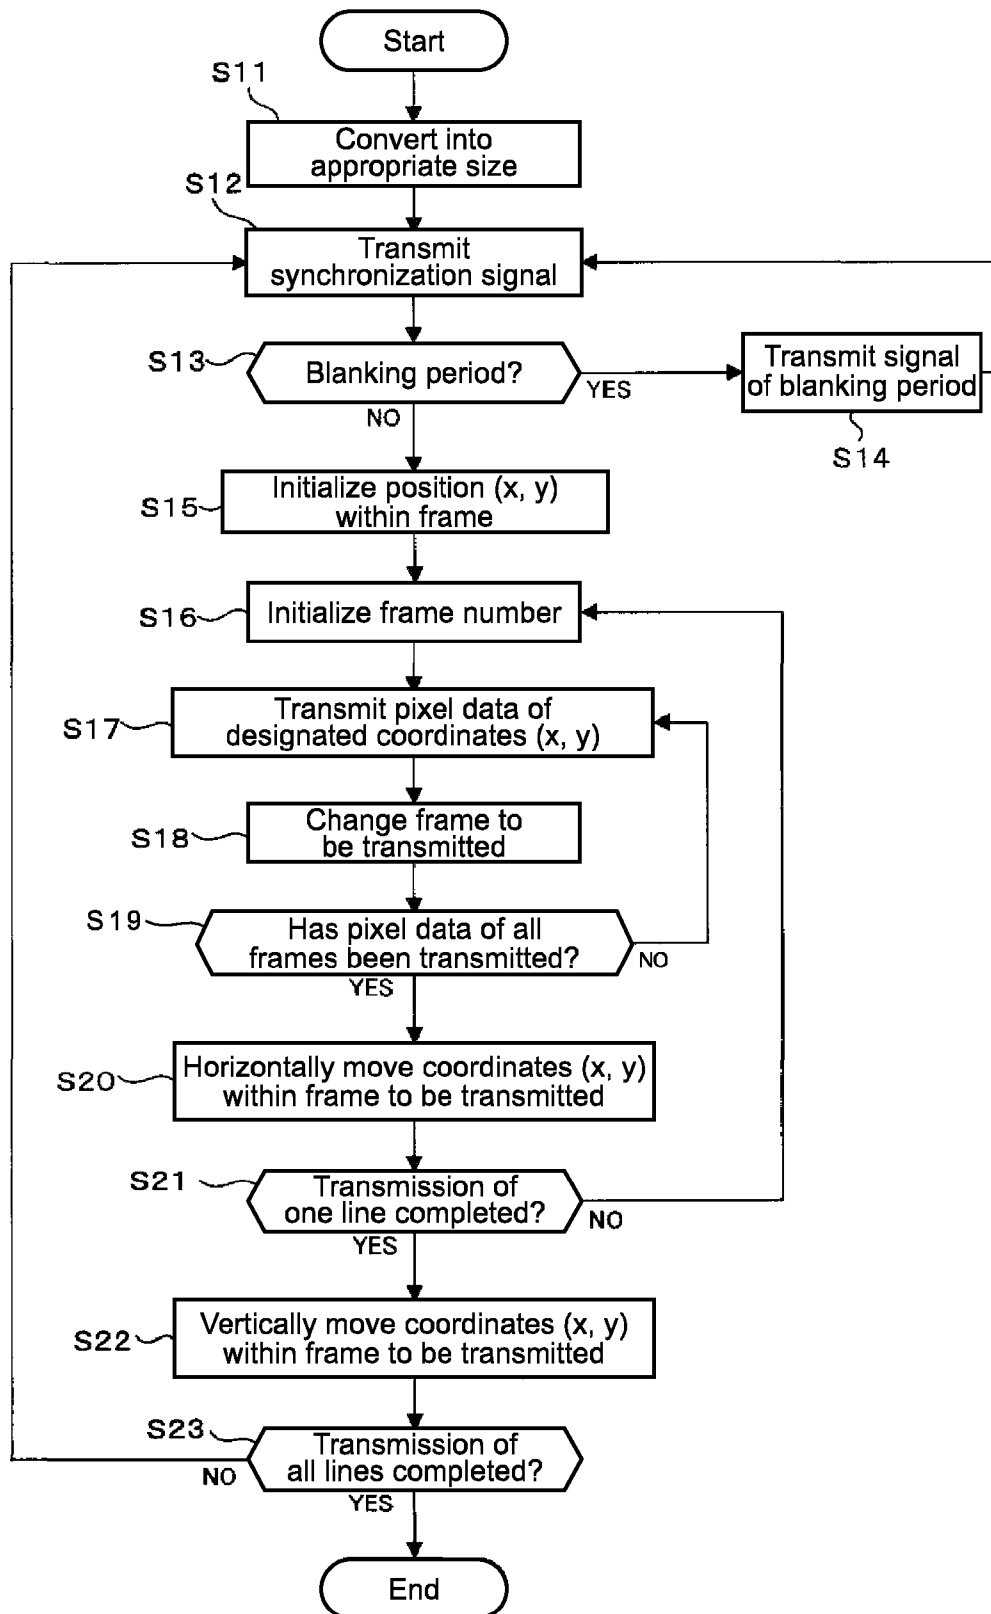 Start
S11
Convert into
appropriate size
S12
Transmit
synchronization signal
S13
Blanking period?
YES
NO
Transmit signal
of blanking period
S14
S15
Initialize position (x, y)
within frame
S16
Initialize frame number
S17
Transmit pixel data of
designated coordinates (x, y)
S18
Change frame to
be transmitted
S19
Has pixel data of all
frames been transmitted?
NO
YES
S20
Horizontally move coordinates (x, y)
within frame to be transmitted
S21
Transmission of
one line completed?
NO
YES
S22
Vertically move coordinates (x, y)
within frame to be transmitted
S23
Transmission of
all lines completed?
NO
YES
End